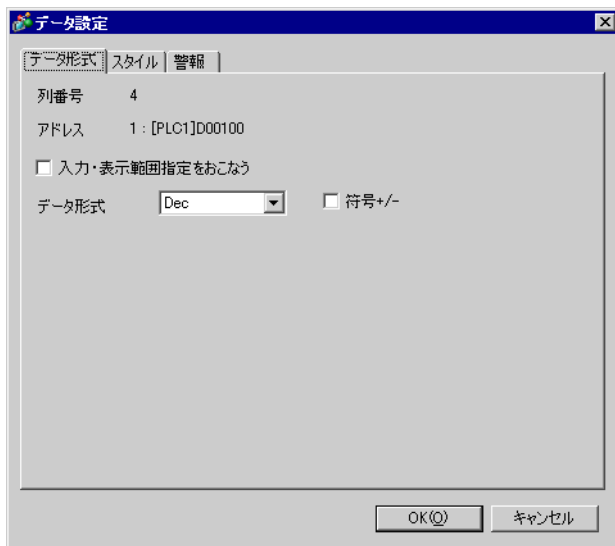 データ設定
データ形式 スタイル 警報
列番号 4
アドレス 1 : [PLC1]D00100
入力・表示範囲指定をおこなう
データ形式 Dec 符号+/-
OK(O) キャンセル